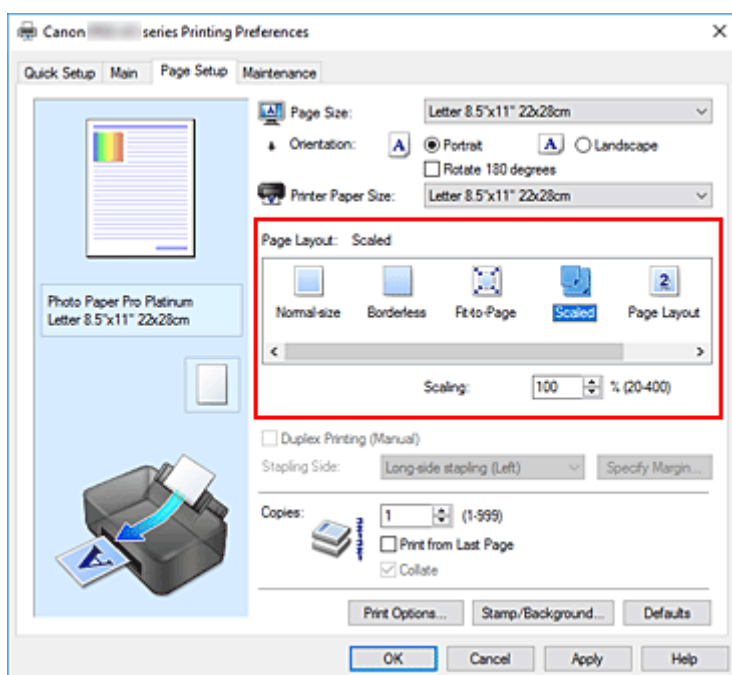 Canon series Printing Preferences
Quick Setup Main Page Setup Maintenance
Page Size: Letter 8.5"x11" 22x28cm
Orientation: A Portrait A Landscape
Rotate 180 degrees
Printer Paper Size: Letter 8.5"x11" 22x28cm
Page Layout: Scaled
Normal-size Borderless Fit-to-Page Scaled 2 Page Layout
Photo Paper Pro Platinum
Letter 8.5"x11" 22x28cm
Scaling: 100 % (20-400)
Duplex Printing (Manual)
Stapling Side: Long-side stapling (Left) Specify Margin...
Copies: 1 (1-999)
Print from Last Page
Collate
A
Print Options... Stamp/Background... Defaults
OK Cancel Apply Help